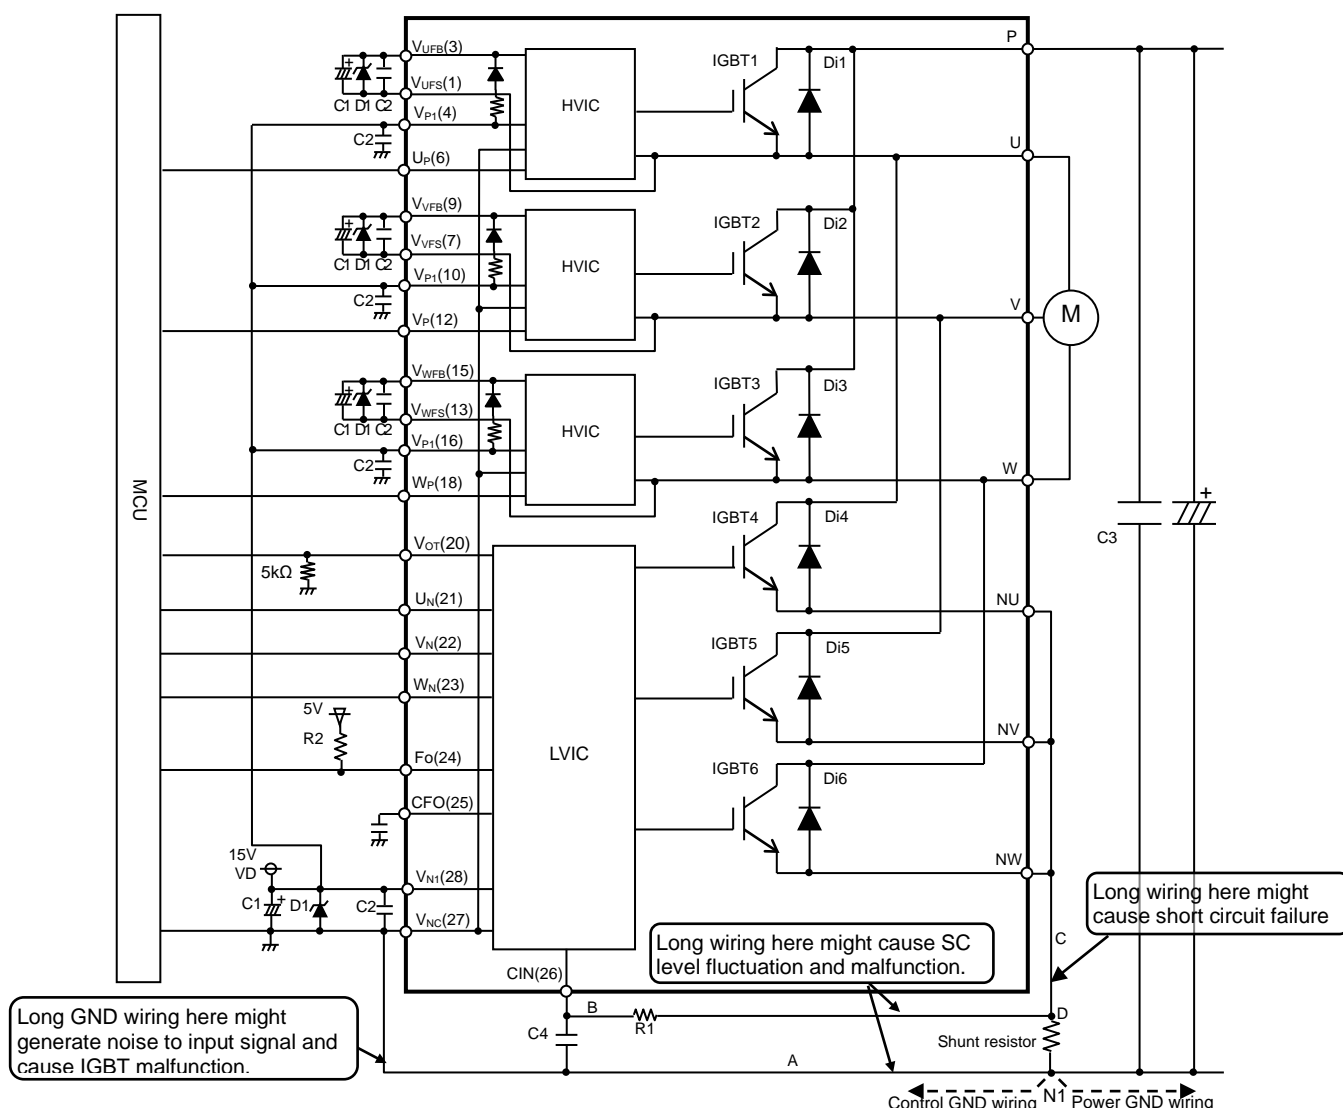 P
VUFB(3)
IGBT1
Di1
VUFS(1)
+
C1 D1 C2
HVIC
VP1(4)
C2
U
UP(6)
VVFB(9)
IGBT2
Di2
+
VVFS(7)
C1 D1 C2
HVIC
VP1(10)
C2
V
M
VP(12)
VWFB(15)
IGBT3
Di3
+
VWFS(13)
C1 D1 C2
HVIC
VP1(16)
C2
W
WP(18)
MCU
+
IGBT4
Di4
C3
VOT(20)
5kΩ
UN(21)
NU
VN(22)
IGBT5
Di5
WN(23)
5V
R2
NV
LVIC
Fo(24)
IGBT6
Di6
CFO(25)
15V
VD
NW
VN1(28)
C1
+
D1
C2
VNC(27)
Long wiring here might
cause short circuit failure
Long wiring here might cause SC
level fluctuation and malfunction.
C
CIN(26)
B
R1
D
C4
Shunt resistor
Long GND wiring here might
generate noise to input signal and
cause IGBT malfunction.
A
Control GND wiring
N1
Power GND wiring